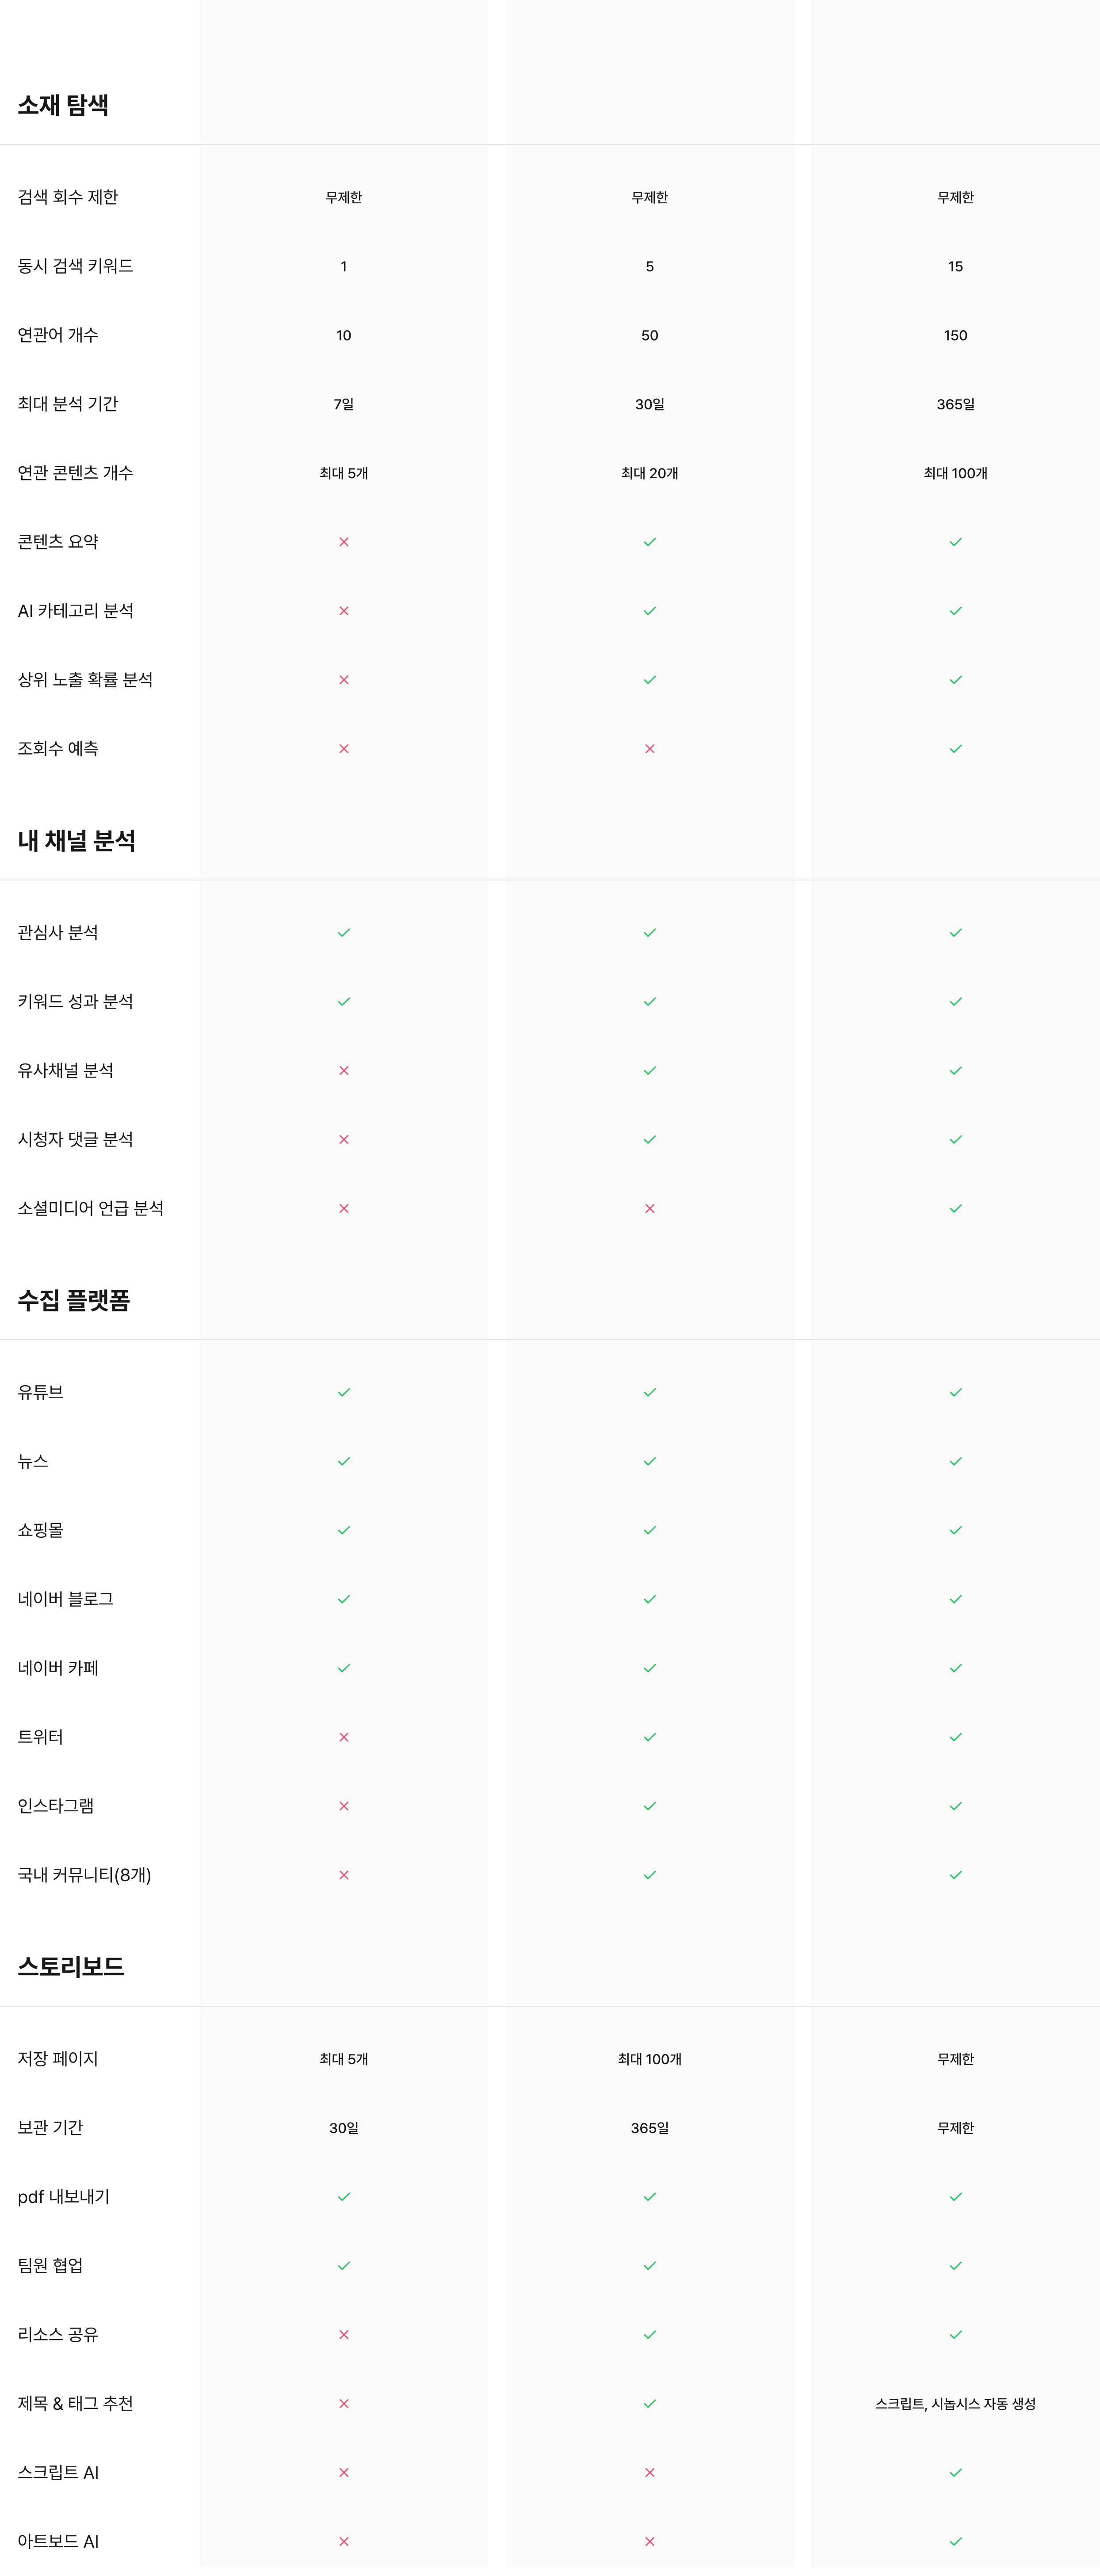 소재 탐색
검색 회수 제한 무제한 무제한 무제한
동시 검색 키워드 1 5 15
연관어 개수 10 50 150
최대 분석 기간 7일 30일 365일
연관 콘텐츠 개수 최대 5개 최대 20개 최대 100개
콘텐츠 요약
AI 카테고리 분석
상위 노출 확률 분석
조회수 예측
내 채널 분석
관심사 분석
키워드 성과 분석
유사채널 분석
시청자 댓글 분석
소셜미디어 언급 분석
수집 플랫폼
유튜브
뉴스
쇼핑몰
네이버 블로그
네이버 카페
트위터
인스타그램
국내 커뮤니티(8개)
스토리보드
저장 페이지 최대 5개 최대 100개 무제한
보관 기간 30일 365일 무제한
pdf 내보내기
팀원 협업
리소스 공유
제목 & 태그 추천 스크립트, 시놉시스 자동 생성
스크립트 AI
아트보드 AI